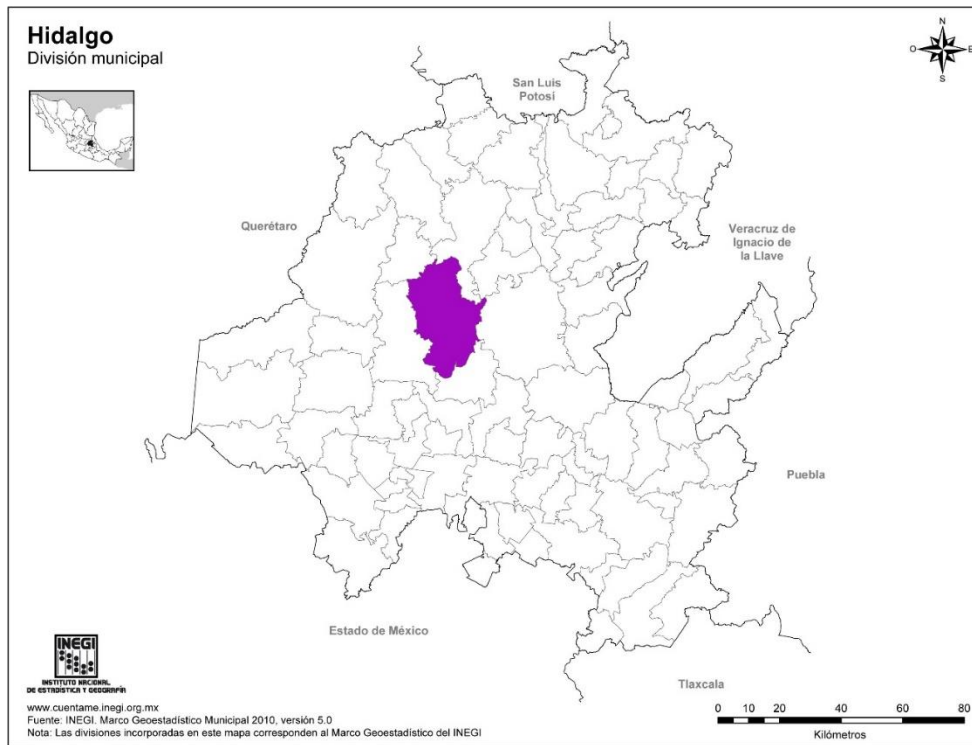 Hidalgo
División municipal
N
O
E
S
San Luis
Potosí
Querétaro
Veracruz de
Ignacio de
la Llave
Puebla
Estado de México
Tlaxcala
INEGI
INSTITUTO NACIONAL
DE ESTADÍSTICA Y GEOGRAFÍA
www.cuentame.inegi.org.mx
Fuente: INEGI. Marco Geoestadístico Municipal 2010, versión 5.0
Nota: Las divisiones incorporadas en este mapa corresponden al Marco Geoestadístico del INEGI
0 10 20 40 60 80
Kilómetros